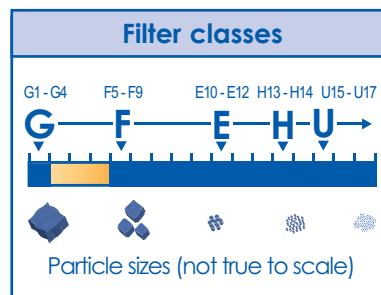 Filter classes
G1 - G4 F5 - F9 E10 - E12 H13 - H14 U15 - U17
G F E H U
Particle sizes (not true to scale)